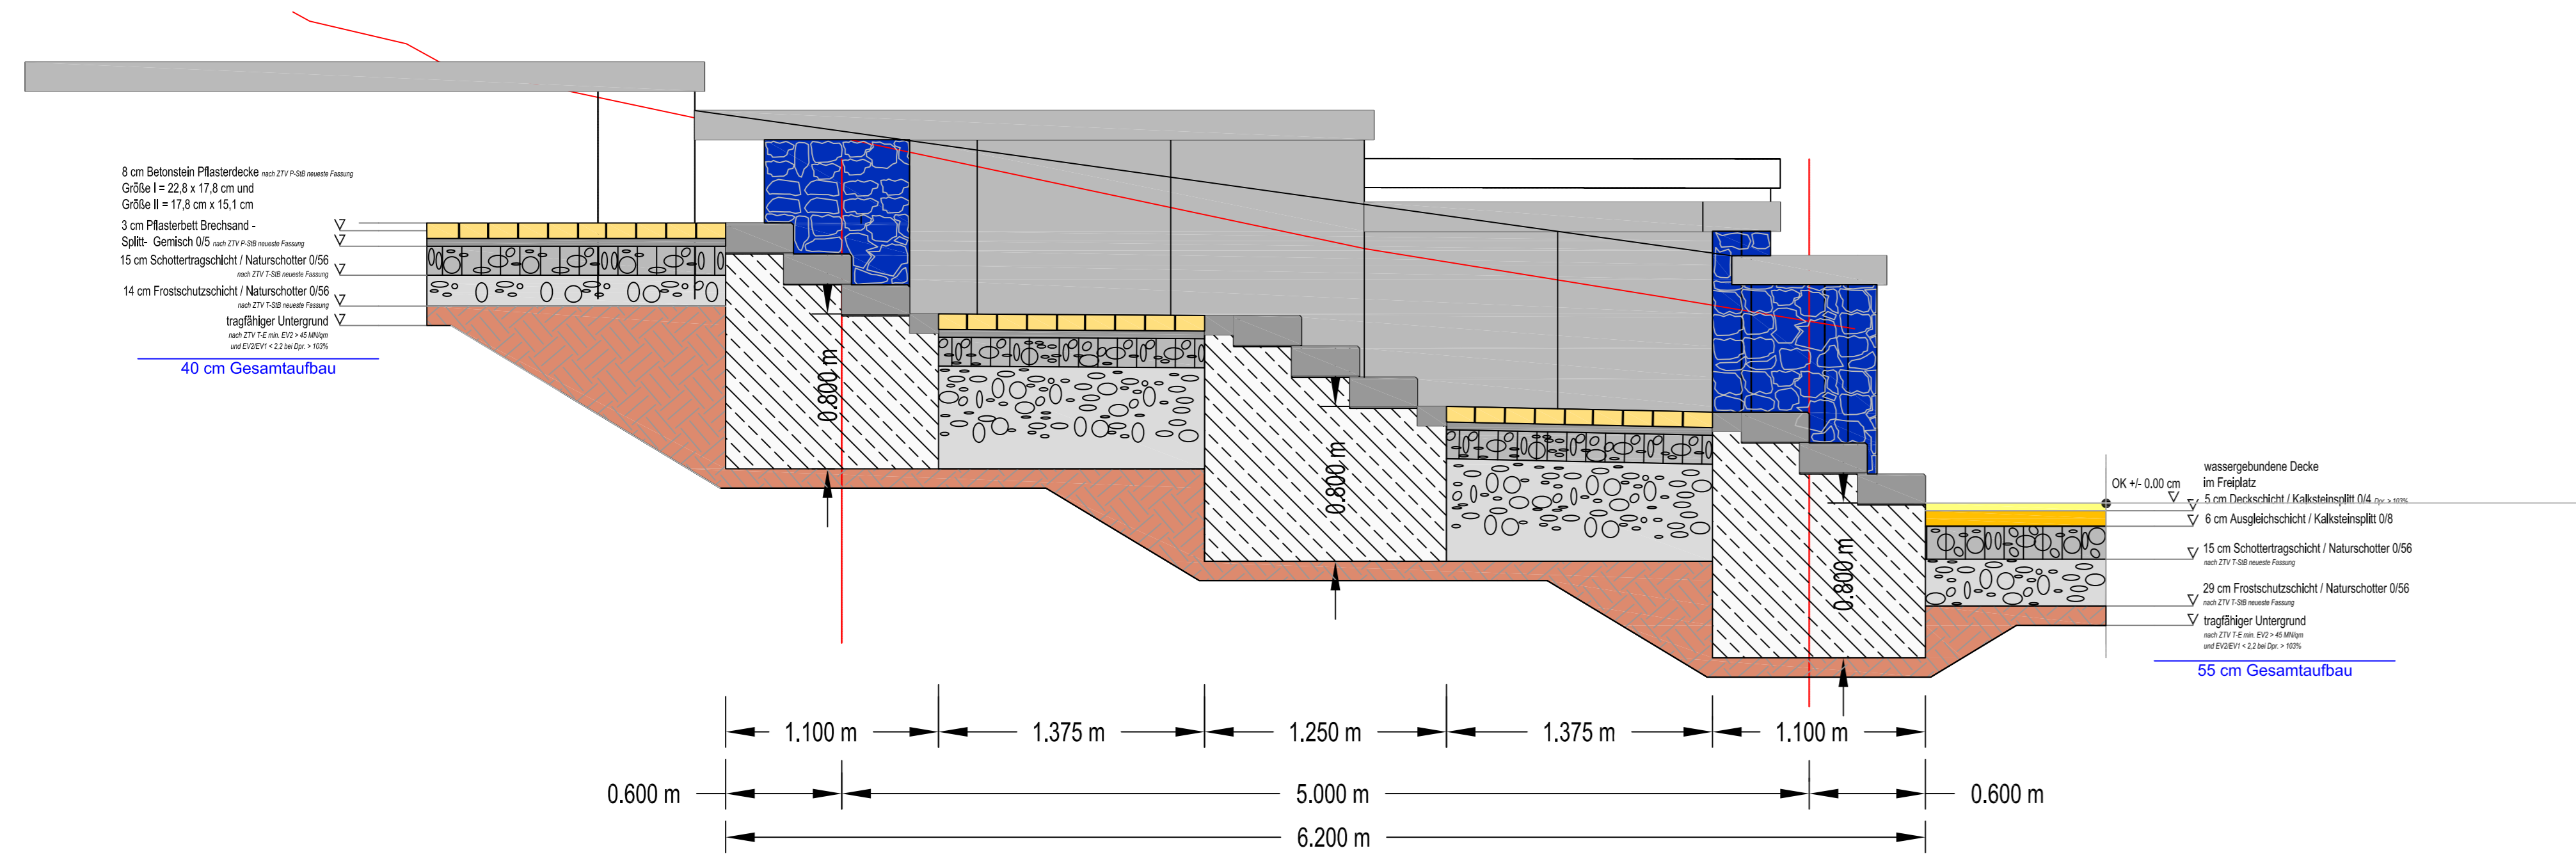 8 cm Betonstein Pflasterdecke nach ZTV P-StB neueste Fassung
Größe I = 22,8 x 17,8 cm und
Größe II = 17,8 cm x 15,1 cm
3 cm Pflasterbett Brechsand -
Splitt- Gemisch 0/5 nach ZTV P-StB neueste Fassung
15 cm Schottertragschicht / Naturschotter 0/56
nach ZTV T-StB neueste Fassung
14 cm Frostschutzschicht / Naturschotter 0/56
nach ZTV T-StB neueste Fassung
tragfähiger Untergrund
nach ZTV T-E min. EV2 > 45 MN/qm
und EV2/EV1 < 2,2 bei Dpr. > 103%
40 cm Gesamtaufbau
0.800 m
0.800 m
0.800 m
OK +/- 0.00 cm
wassergebundene Decke
im Freiplatz
5 cm Deckschicht / Kalksteinsplitt 0/4 Dpr. > 103%
6 cm Ausgleichschicht / Kalksteinsplitt 0/8
15 cm Schottertragschicht / Naturschotter 0/56
nach ZTV T-StB neueste Fassung
29 cm Frostschutzschicht / Naturschotter 0/56
nach ZTV T-StB neueste Fassung
tragfähiger Untergrund
nach ZTV T-E min. EV2 > 45 MN/qm
und EV2/EV1 < 2,2 bei Dpr. > 103%
55 cm Gesamtaufbau
1.100 m 1.375 m 1.250 m 1.375 m 1.100 m
0.600 m 5.000 m 0.600 m
6.200 m